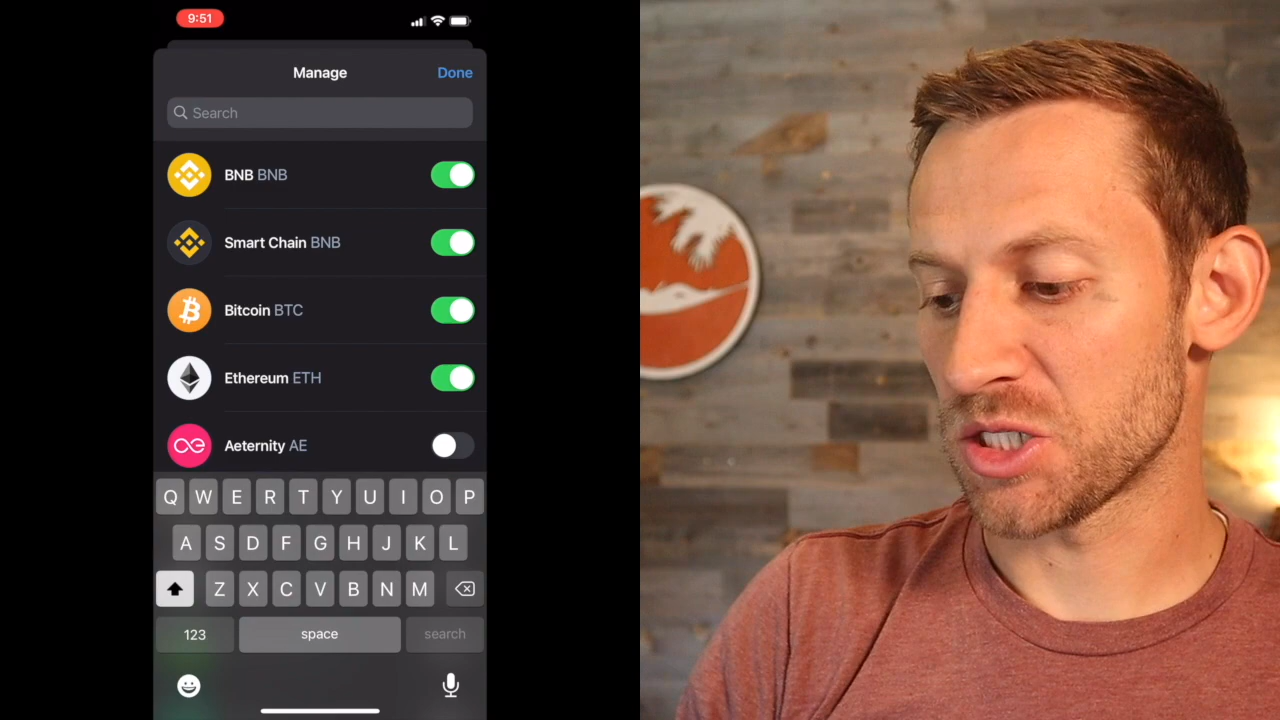 9:51
Manage
Done
Search
BNB BNB
Smart Chain BNB
Bitcoin BTC
Ethereum ETH
Aeternity AE
Q W E R T Y U I O P
A S D F G H J K L
Z X C V B N M
123
space
search